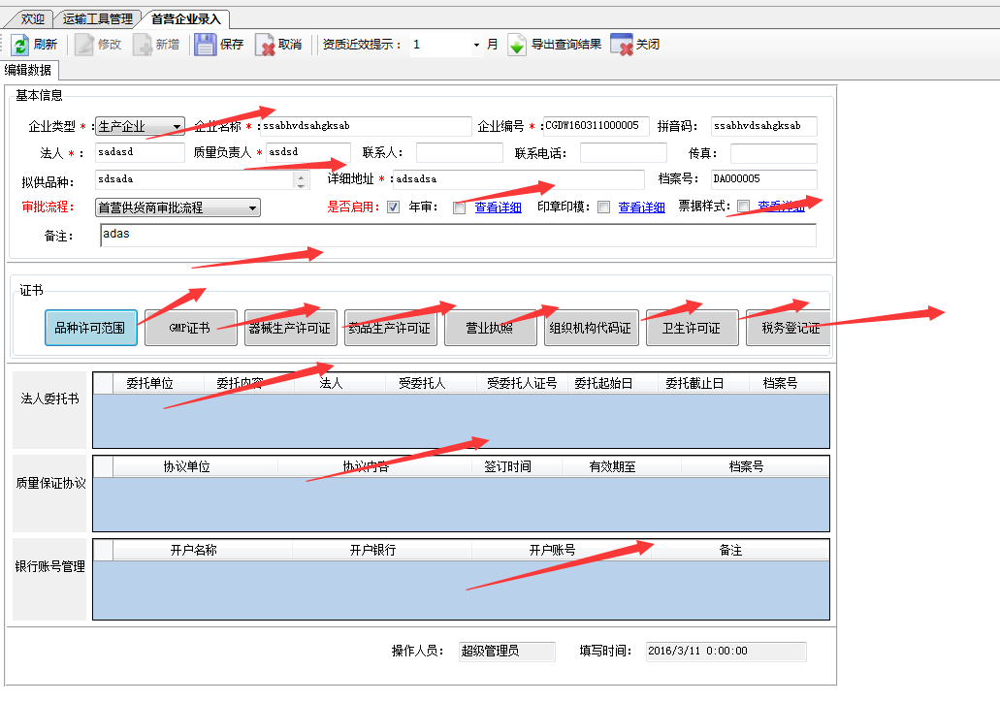 欢迎 运输工具管理 首营企业录入
刷新 修改 新增 保存 取消 资质近效提示： 1 月 导出查询结果 关闭
编辑数据
基本信息
企业类型 *： 生产企业 企业名称 *： ssabhvdsahgksab 企业编号 *： CGDW160311000005 拼音码： ssabhvdsahgksab
法人 *： sadasd 质量负责人 * asdsd 联系人： 联系电话： 传真：
拟供品种： sdsada 详细地址 *： adsadsa 档案号： DA000005
审批流程： 首营供货商审批流程 是否启用： 年审： 查看详细 印章印模： 查看详细 票据样式： 查看详细
备注： adas
证书
品种许可范围 GMP证书 器械生产许可证 药品生产许可证 营业执照 组织机构代码证 卫生许可证 税务登记证
法人委托书 委托单位 委托内容 法人 受委托人 受委托人证号 委托起始日 委托截止日 档案号
质量保证协议 协议单位 协议内容 签订时间 有效期至 档案号
银行账号管理 开户名称 开户银行 开户账号 备注
操作人员： 超级管理员 填写时间： 2016/3/11 0:00:00